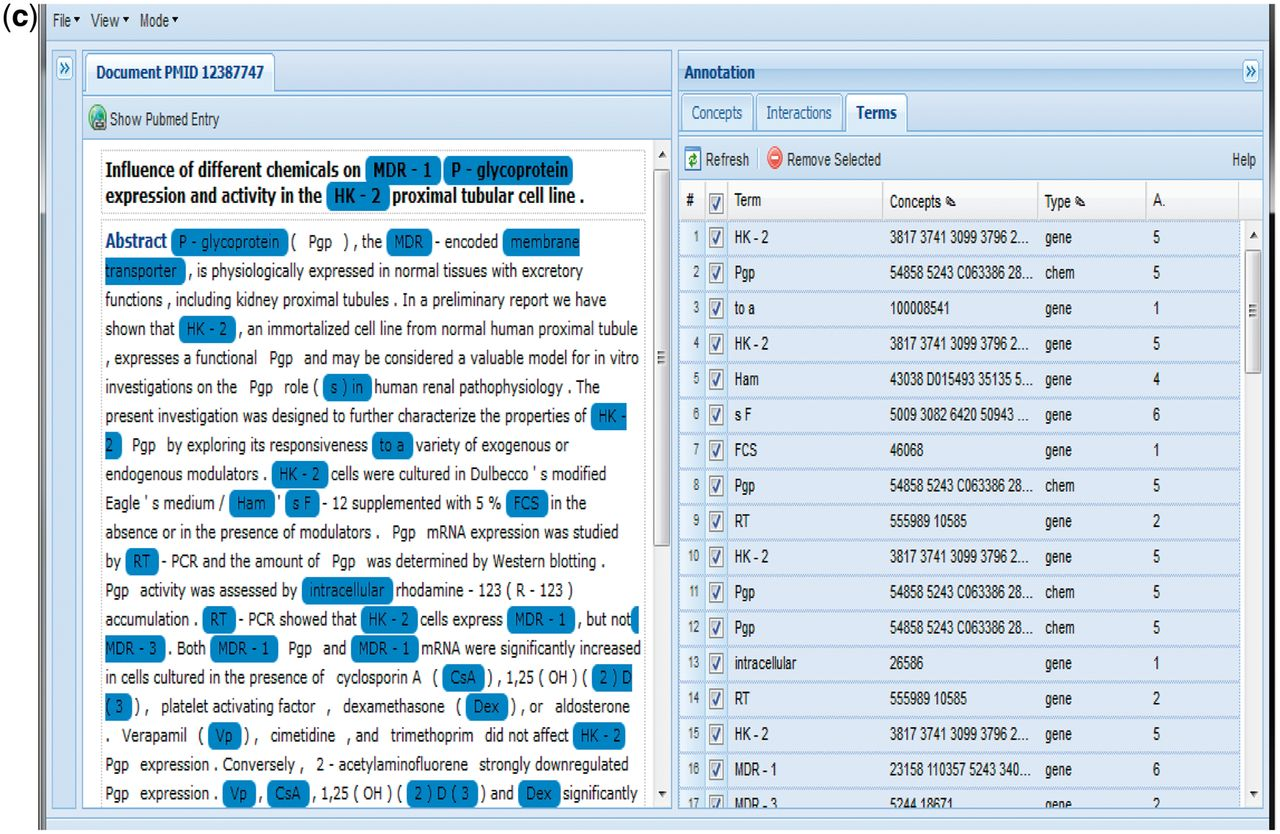 (c)
File View Mode
Document PMID 12387747
Show Pubmed Entry
Influence of different chemicals on MDR - 1 P - glycoprotein
expression and activity in the HK - 2 proximal tubular cell line .
Abstract P - glycoprotein ( Pgp ) , the MDR - encoded membrane
transporter , is physiologically expressed in normal tissues with excretory
functions , including kidney proximal tubules . In a preliminary report we have
shown that HK - 2 , an immortalized cell line from normal human proximal tubule
, expresses a functional Pgp and may be considered a valuable model for in vitro
investigations on the Pgp role ( s ) in human renal pathophysiology . The
present investigation was designed to further characterize the properties of HK -
2 Pgp by exploring its responsiveness to a variety of exogenous or
endogenous modulators . HK - 2 cells were cultured in Dulbecco ' s modified
Eagle ' s medium / Ham ' s F - 12 supplemented with 5 % FCS in the
absence or in the presence of modulators . Pgp mRNA expression was studied
by RT - PCR and the amount of Pgp was determined by Western blotting .
Pgp activity was assessed by intracellular rhodamine - 123 ( R - 123 )
accumulation . RT - PCR showed that HK - 2 cells express MDR - 1 , but not
MDR - 3 . Both MDR - 1 Pgp and MDR - 1 mRNA were significantly increased
in cells cultured in the presence of cyclosporin A ( CsA ) , 1,25 ( OH ) ( 2 ) D
( 3 ) , platelet activating factor , dexamethasone ( Dex ) , or aldosterone
. Verapamil ( Vp ) , cimetidine , and trimethoprim did not affect HK - 2
Pgp expression . Conversely , 2 - acetylaminofluorene strongly downregulated
Pgp expression . Vp , CsA , 1,25 ( OH ) ( 2 ) D ( 3 ) and Dex significantly
Annotation
Concepts Interactions Terms
Refresh Remove Selected Help
# Term Concepts Type A.
1 HK - 2 3817 3741 3099 3796 2... gene 5
2 Pgp 54858 5243 C063386 28... chem 5
3 to a 100008541 gene 1
4 HK - 2 3817 3741 3099 3796 2... gene 5
5 Ham 43038 D015493 35135 5... gene 4
6 s F 5009 3082 6420 50943 ... gene 6
7 FCS 46068 gene 1
8 Pgp 54858 5243 C063386 28... chem 5
9 RT 555989 10585 gene 2
10 HK - 2 3817 3741 3099 3796 2... gene 5
11 Pgp 54858 5243 C063386 28... chem 5
12 Pgp 54858 5243 C063386 28... chem 5
13 intracellular 26586 gene 1
14 RT 555989 10585 gene 2
15 HK - 2 3817 3741 3099 3796 2... gene 5
16 MDR - 1 23158 110357 5243 340... gene 6
17 MDR - 3 5244 18671 gene 2